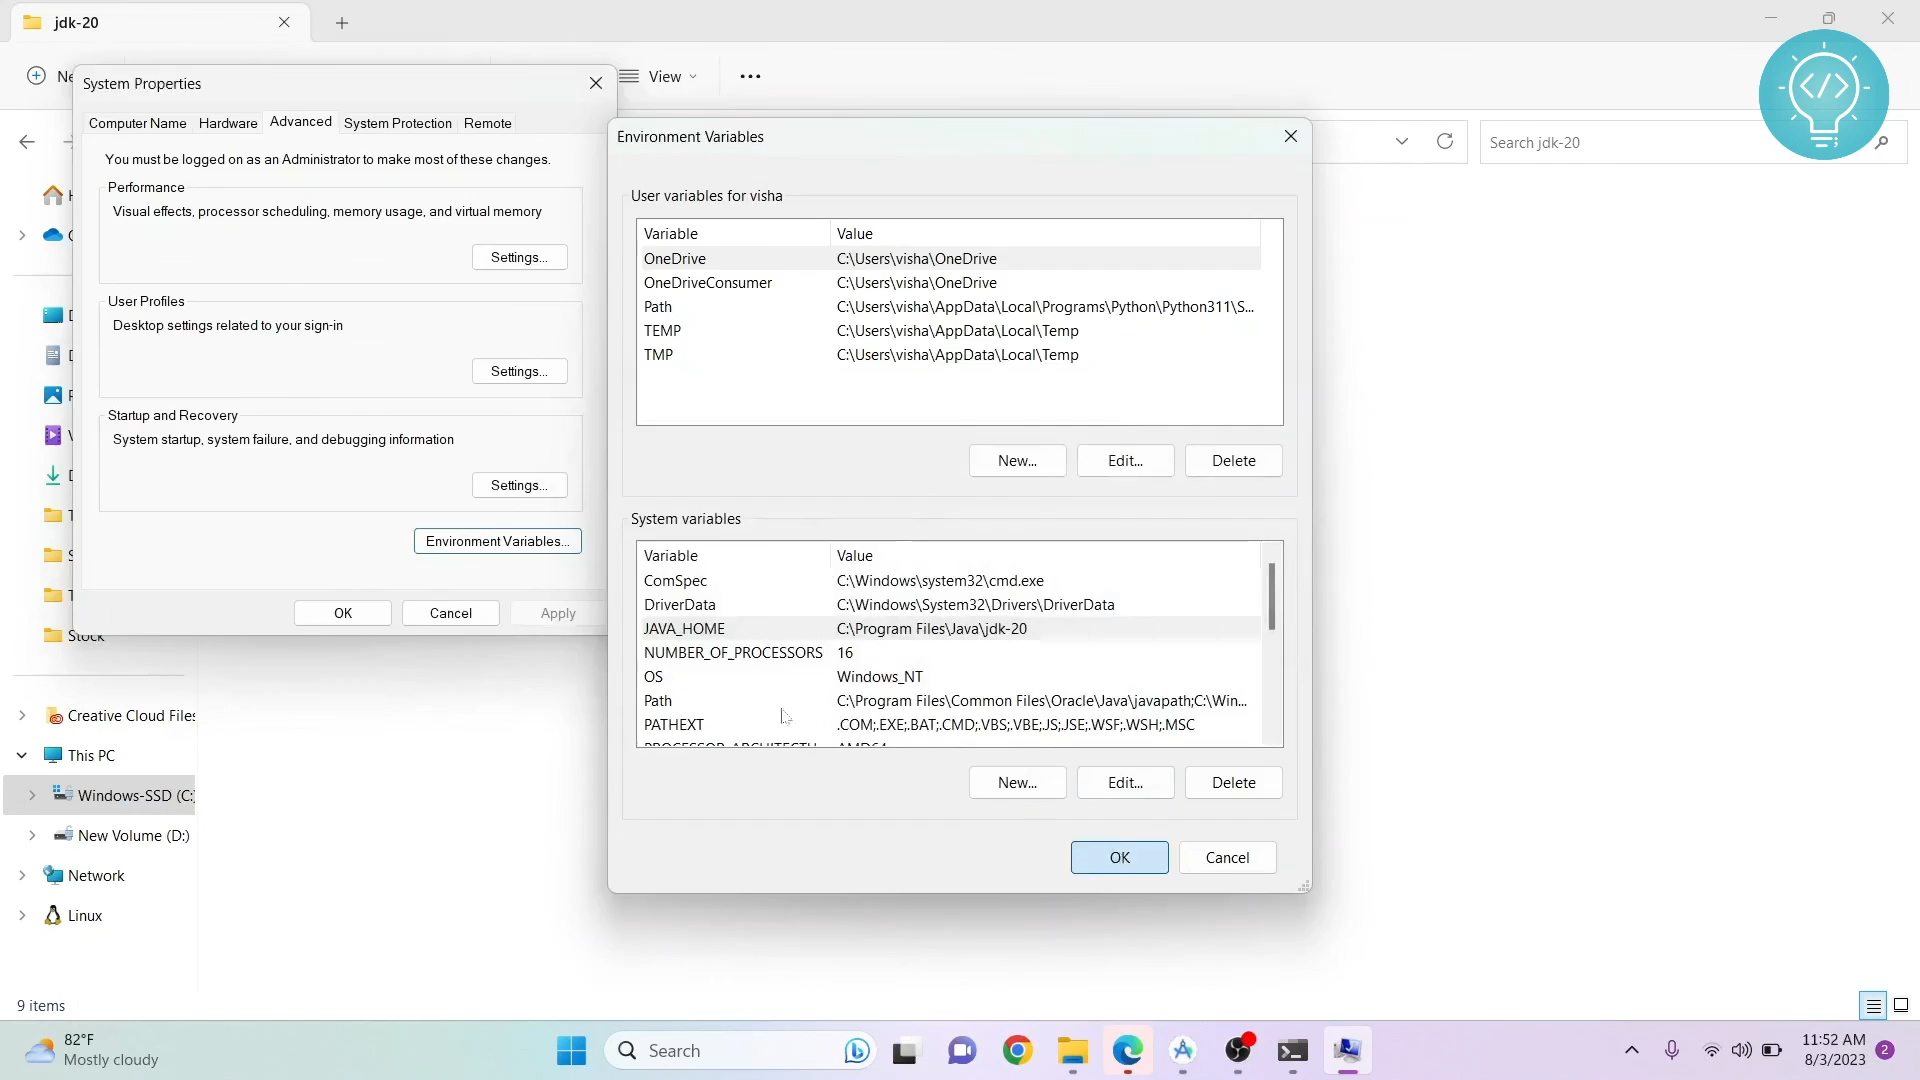 jdk-20
System Properties
View
Computer Name Hardware Advanced System Protection Remote
Environment Variables
Search jdk-20
You must be logged on as an Administrator to make most of these changes.
Performance
Visual effects, processor scheduling, memory usage, and virtual memory
Settings...
User Profiles
Desktop settings related to your sign-in
Settings...
Startup and Recovery
System startup, system failure, and debugging information
Settings...
Environment Variables...
OK Cancel Apply
User variables for visha
Variable Value
OneDrive C:\Users\visha\OneDrive
OneDriveConsumer C:\Users\visha\OneDrive
Path C:\Users\visha\AppData\Local\Programs\Python\Python311\S...
TEMP C:\Users\visha\AppData\Local\Temp
TMP C:\Users\visha\AppData\Local\Temp
New... Edit... Delete
System variables
Variable Value
ComSpec C:\Windows\system32\cmd.exe
DriverData C:\Windows\System32\Drivers\DriverData
JAVA_HOME C:\Program Files\Java\jdk-20
NUMBER_OF_PROCESSORS 16
OS Windows_NT
Path C:\Program Files\Common Files\Oracle\Java\javapath;C:\Win...
PATHEXT .COM;.EXE;.BAT;.CMD;.VBS;.VBE;.JS;.JSE;.WSF;.WSH;.MSC
New... Edit... Delete
OK Cancel
Stock
Creative Cloud Files
This PC
Windows-SSD (C:)
New Volume (D:)
Network
Linux
9 items
82°F
Mostly cloudy
Search
11:52 AM
8/3/2023
2